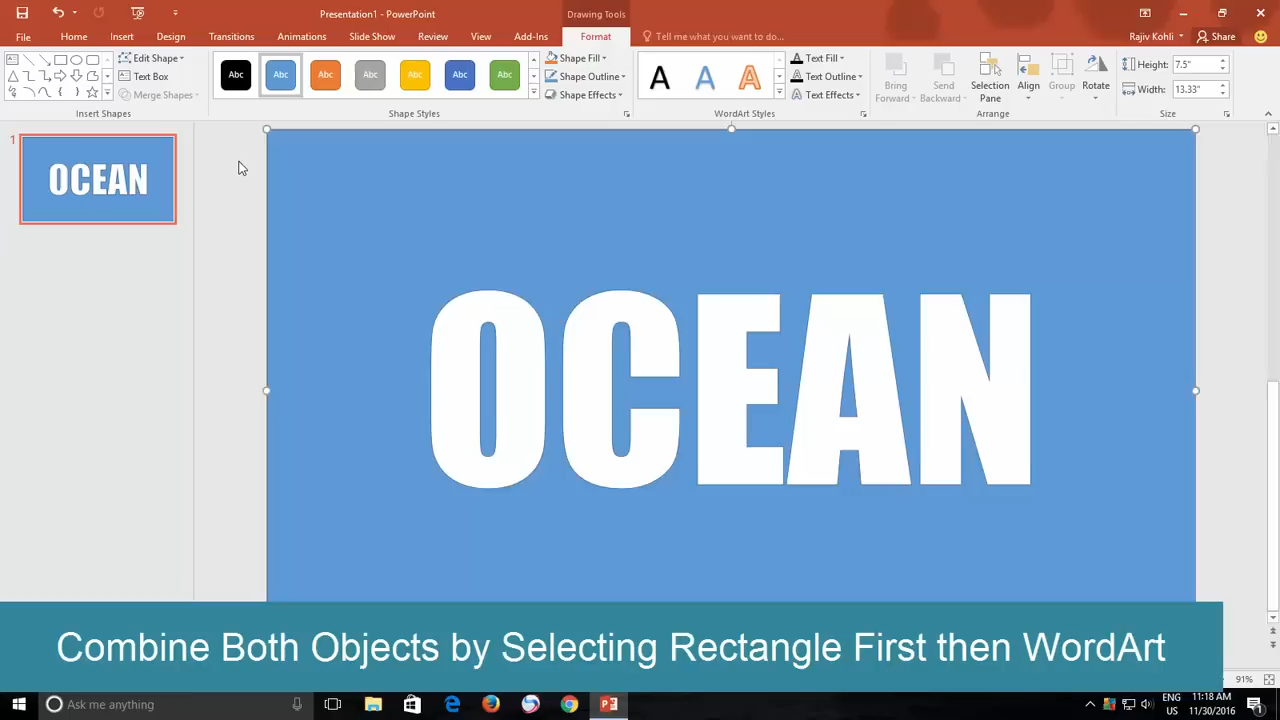 Presentation1 - PowerPoint
Drawing Tools
File Home Insert Design Transitions Animations Slide Show Review View Add-Ins Format Tell me what you want to do... Rajiv Kohli Share
Edit Shape
Text Box
Merge Shapes
Insert Shapes
Abc Abc Abc Abc Abc Abc Abc
Shape Fill
Shape Outline
Shape Effects
Shape Styles
A A A
Text Fill
Text Outline
Text Effects
WordArt Styles
Bring Forward
Send Backward
Selection Pane
Align
Group
Rotate
Arrange
Height: 7.5"
Width: 13.33"
Size
1
OCEAN
OCEAN
Combine Both Objects by Selecting Rectangle First then WordArt
91%
Ask me anything
ENG
US
11:18 AM
11/30/2016
1